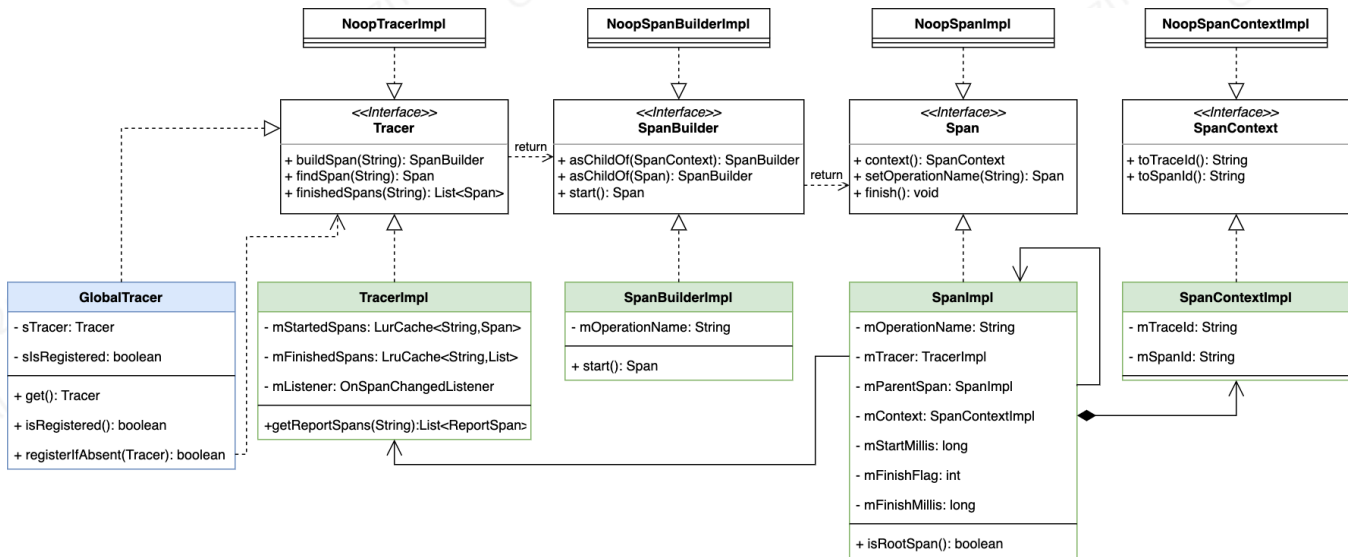 NoopTracerImpl
NoopSpanBuilderImpl
NoopSpanImpl
NoopSpanContextImpl
<<Interface>>
Tracer
+ buildSpan(String): SpanBuilder
+ findSpan(String): Span
+ finishedSpans(String): List<Span>
return
<<Interface>>
SpanBuilder
+ asChildOf(SpanContext): SpanBuilder
+ asChildOf(Span): SpanBuilder
+ start(): Span
return
<<Interface>>
Span
+ context(): SpanContext
+ setOperationName(String): Span
+ finish(): void
<<Interface>>
SpanContext
+ toTraceId(): String
+ toSpanId(): String
GlobalTracer
- sTracer: Tracer
- sIsRegistered: boolean
+ get(): Tracer
+ isRegistered(): boolean
+ registerIfAbsent(Tracer): boolean
TracerImpl
- mStartedSpans: LurCache<String,Span>
- mFinishedSpans: LruCache<String,List>
- mListener: OnSpanChangedListener
+getReportSpans(String):List<ReportSpan>
SpanBuilderImpl
- mOperationName: String
+ start(): Span
SpanImpl
- mOperationName: String
- mTracer: TracerImpl
- mParentSpan: SpanImpl
- mContext: SpanContextImpl
- mStartMillis: long
- mFinishFlag: int
- mFinishMillis: long
+ isRootSpan(): boolean
SpanContextImpl
- mTraceId: String
- mSpanId: String